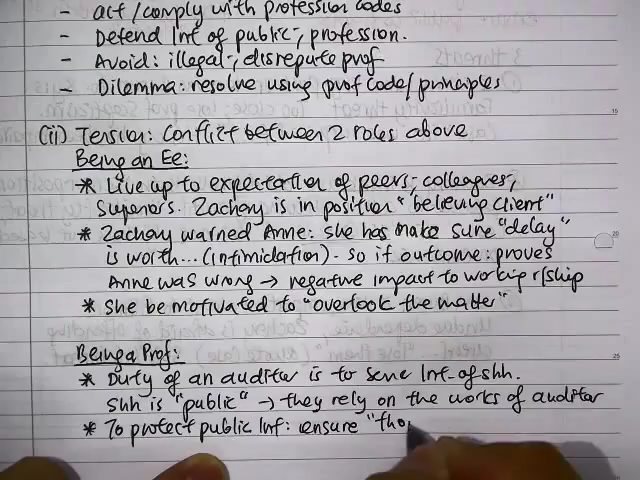 - act/comply with profession codes
- Defend Int of public, profession.
- Avoid: illegal, disrepute prof
- Dilemma: resolve using prof code/principles
(ii) Tension: Conflict between 2 roles above
Being an Ee:
* Live up to expectation of peers, colleagues,
Superiors. Zachary is in position "believing client"
* Zachary warned Anne: she has make sure "delay"
is worth... (intimidation). So if outcome: proves
Anne was wrong → negative impact to working r/ship
* She be motivated to "overlook the matter"
Being a Prof:
* Duty of an auditor is to serve Int. of shh.
Shh is "public" → they rely on the works of auditor
* To protect public Int: ensure "tho